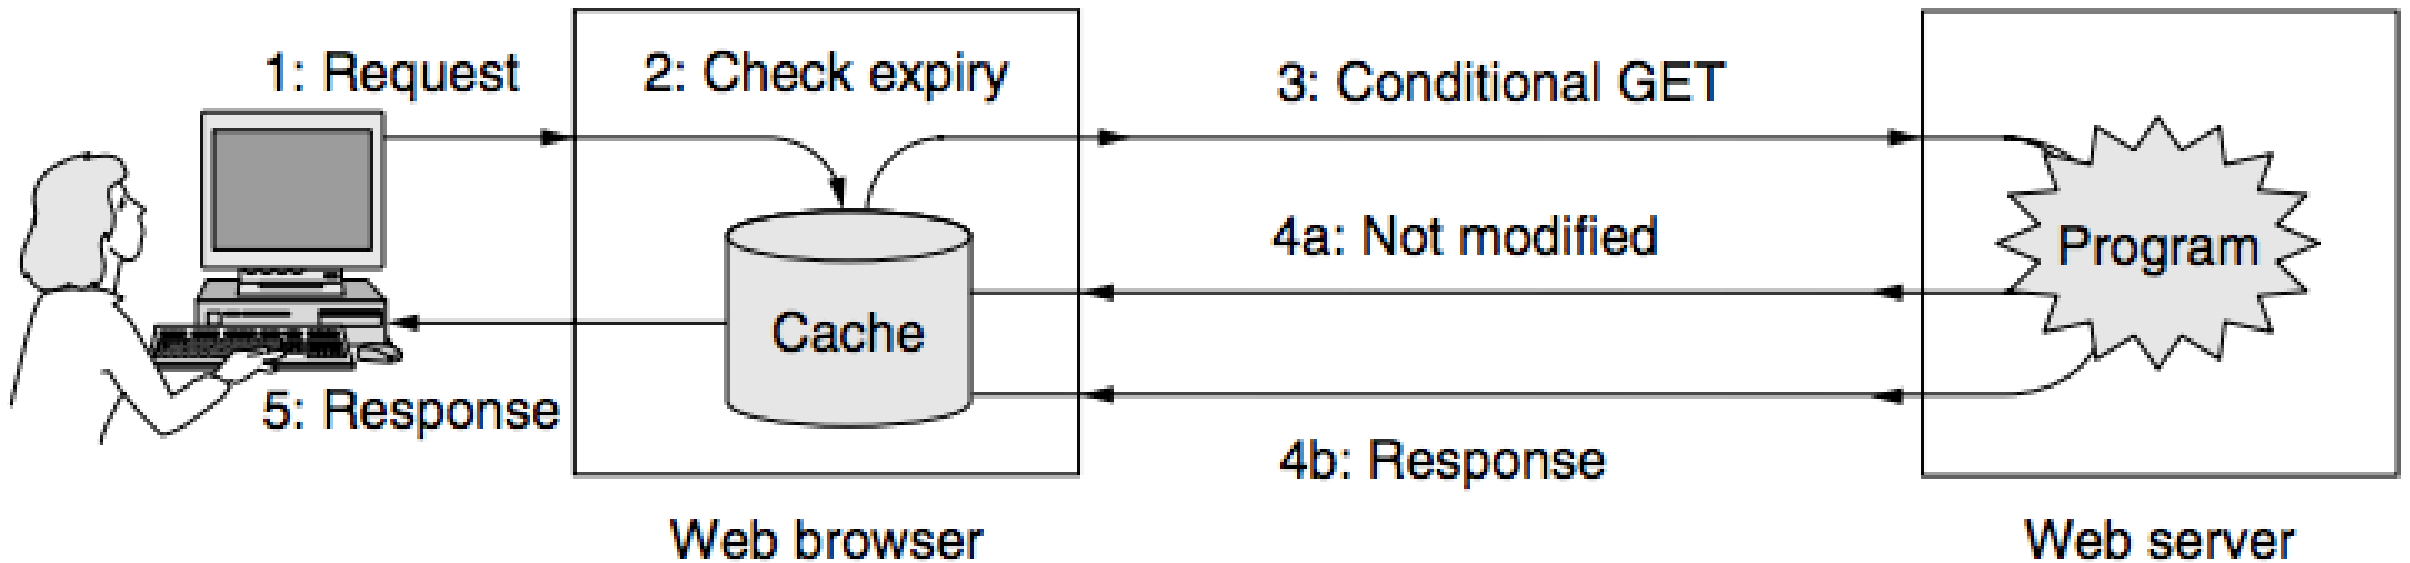 1: Request
2: Check expiry
3: Conditional GET
4a: Not modified
Program
Cache
5: Response
4b: Response
Web browser
Web server